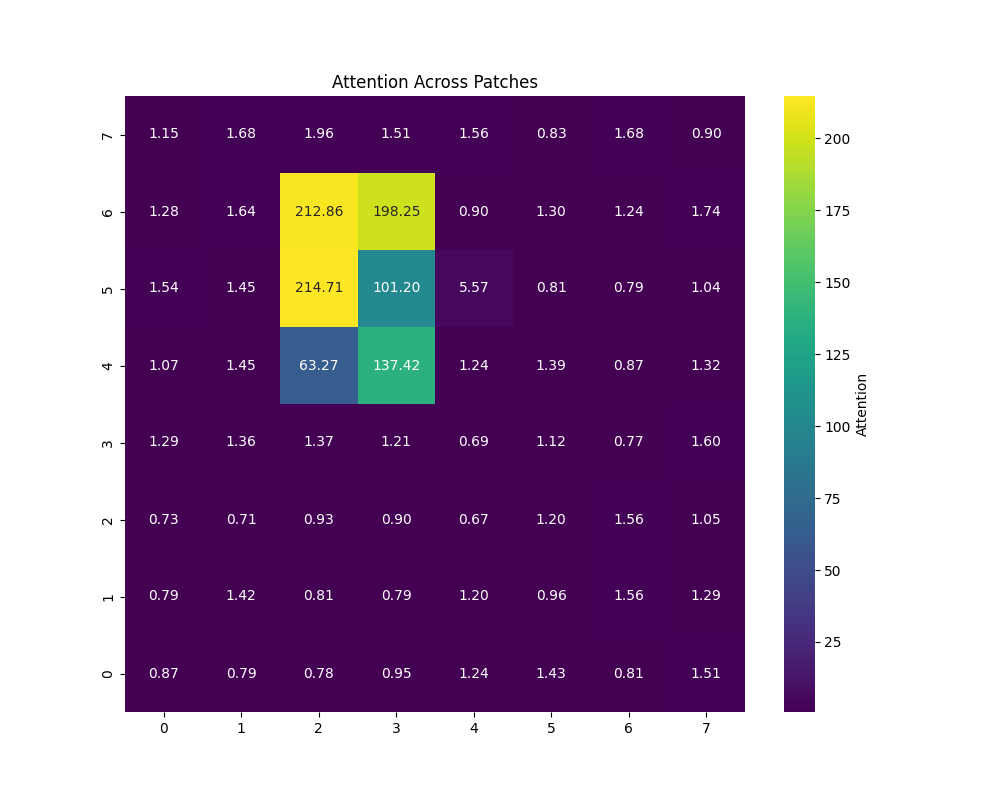 Attention Across Patches
7 1.15 1.68 1.96 1.51 1.56 0.83 1.68 0.90
6 1.28 1.64 212.86 198.25 0.90 1.30 1.24 1.74
5 1.54 1.45 214.71 101.20 5.57 0.81 0.79 1.04
4 1.07 1.45 63.27 137.42 1.24 1.39 0.87 1.32
3 1.29 1.36 1.37 1.21 0.69 1.12 0.77 1.60
2 0.73 0.71 0.93 0.90 0.67 1.20 1.56 1.05
1 0.79 1.42 0.81 0.79 1.20 0.96 1.56 1.29
0 0.87 0.79 0.78 0.95 1.24 1.43 0.81 1.51
0 1 2 3 4 5 6 7
200
175
150
125
100
75
50
25
Attention